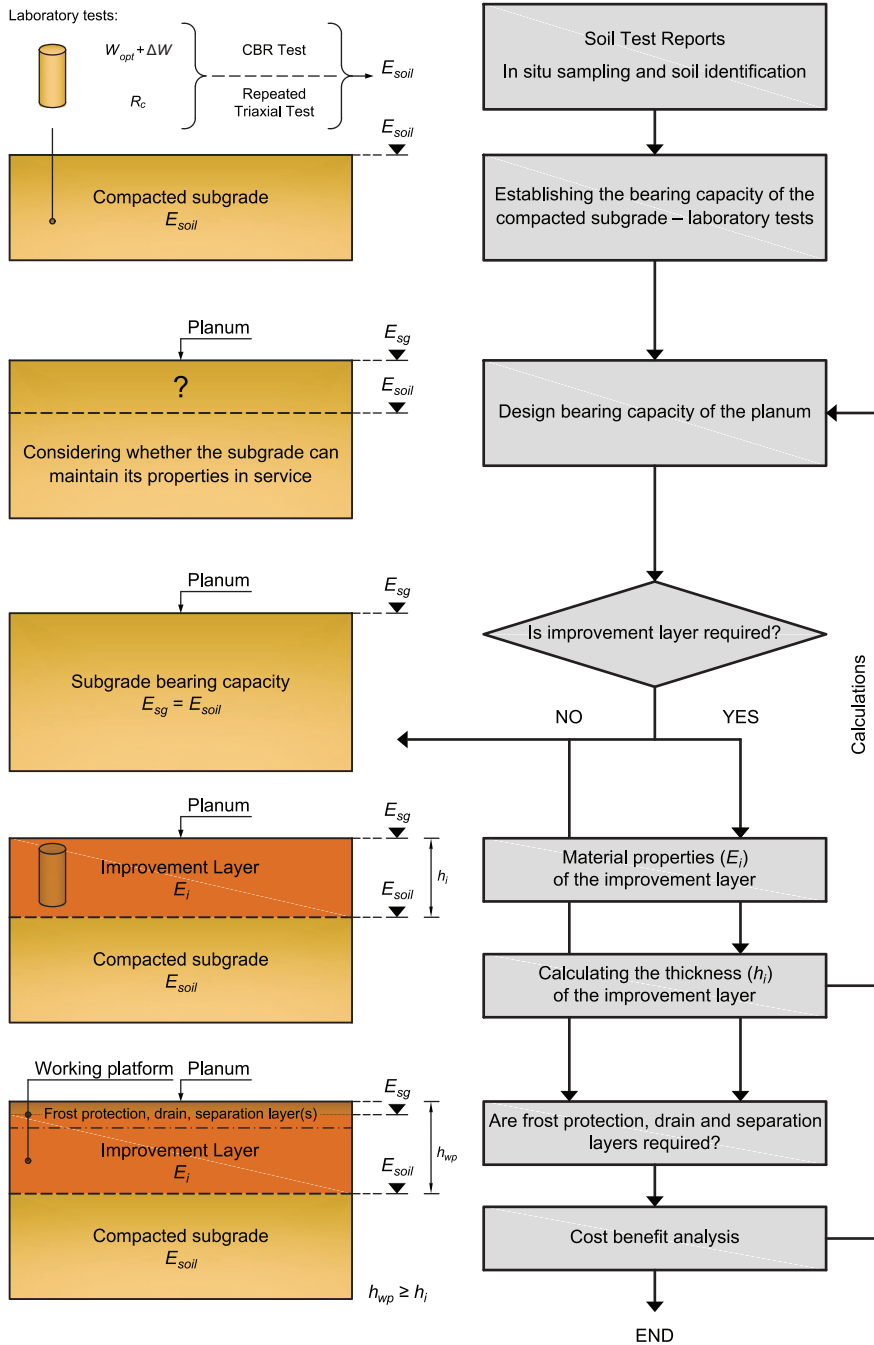 Laboratory tests:
W_opt + ΔW
CBR Test
E_soil
R_c
Repeated
Triaxial Test
E_soil
Compacted subgrade
E_soil
Planum
E_sg
?
E_soil
Considering whether the subgrade can
maintain its properties in service
Planum
E_sg
Subgrade bearing capacity
E_sg = E_soil
Planum
E_sg
Improvement Layer
E_i
h_i
E_soil
Compacted subgrade
E_soil
Working platform
Planum
E_sg
Frost protection, drain, separation layer(s)
Improvement Layer
E_i
h_wp
E_soil
Compacted subgrade
E_soil
h_wp ≥ h_i
Soil Test Reports
In situ sampling and soil identification
Establishing the bearing capacity of the
compacted subgrade – laboratory tests
Design bearing capacity of the planum
Is improvement layer required?
NO
YES
Calculations
Material properties (E_i)
of the improvement layer
Calculating the thickness (h_i)
of the improvement layer
Are frost protection, drain and separation
layers required?
Cost benefit analysis
END